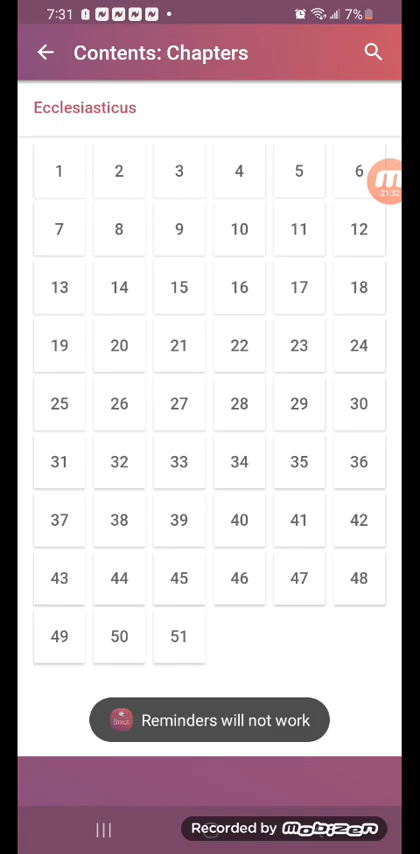 7:31 7%
Contents: Chapters
Ecclesiasticus
1 2 3 4 5 6
21:32
7 8 9 10 11 12
13 14 15 16 17 18
19 20 21 22 23 24
25 26 27 28 29 30
31 32 33 34 35 36
37 38 39 40 41 42
43 44 45 46 47 48
49 50 51
Reminders will not work
Recorded by mobizen